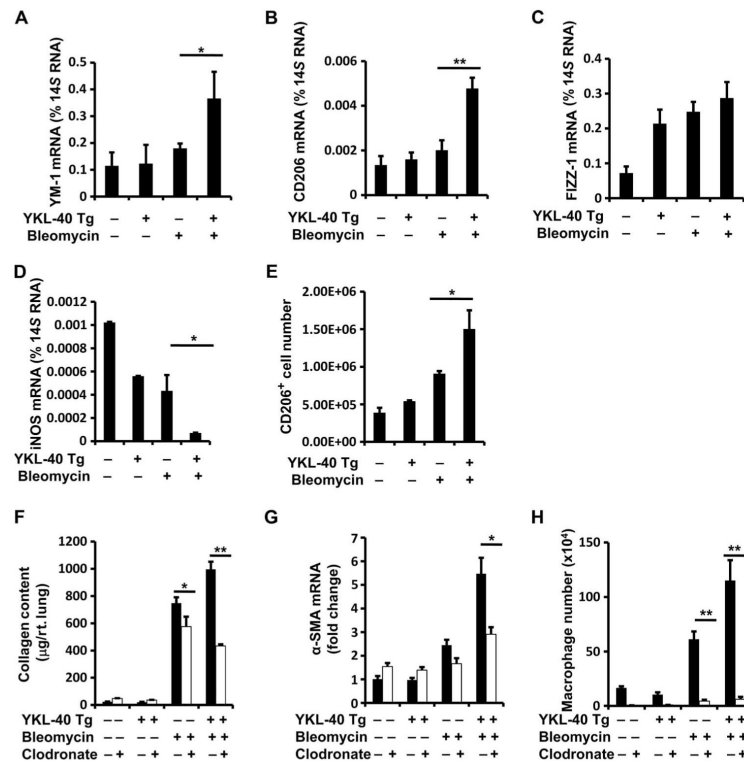 A
YM-1 mRNA (% 14S RNA)
0.5
0.4
0.3
0.2
0.1
0
*
YKL-40 Tg – + – +
Bleomycin – – + +
B
CD206 mRNA (% 14S RNA)
0.006
0.004
0.002
0
**
YKL-40 Tg – + – +
Bleomycin – – + +
C
FIZZ-1 mRNA (% 14S RNA)
0.4
0.3
0.2
0.1
0
YKL-40 Tg – + – +
Bleomycin – – + +
D
iNOS mRNA (% 14S RNA)
0.0012
0.001
0.0008
0.0006
0.0004
0.0002
0
*
YKL-40 Tg – + – +
Bleomycin – – + +
E
CD206+ cell number
2.00E+06
1.50E+06
1.00E+06
5.00E+05
0.00E+00
*
YKL-40 Tg – + – +
Bleomycin – – + +
F
Collagen content
(µg/rt. lung)
1200
1000
800
600
400
200
0
*
**
YKL-40 Tg – – + + – – + +
Bleomycin – – – – + + + +
Clodronate – + – + – + – +
G
α-SMA mRNA
(fold change)
8
7
6
5
4
3
2
1
0
*
YKL-40 Tg – – + + – – + +
Bleomycin – – – – + + + +
Clodronate – + – + – + – +
H
Macrophage number (x10⁴)
150
100
50
0
**
**
YKL-40 Tg – – + + – – + +
Bleomycin – – – – + + + +
Clodronate – + – + – + – +